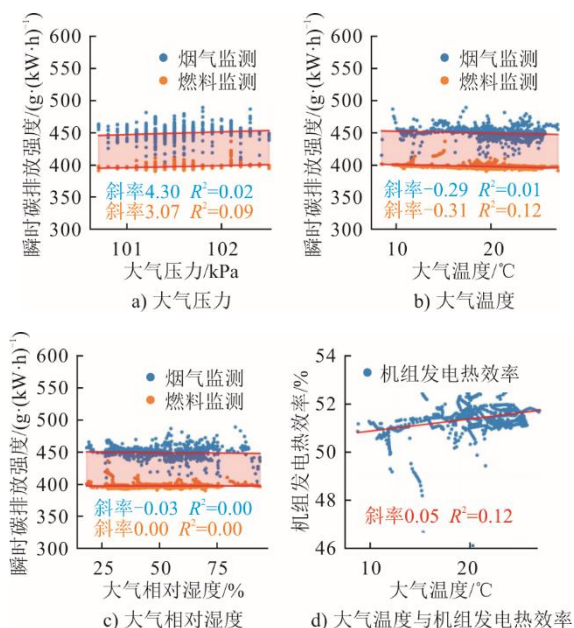 瞬时碳排放强度/(g·(kW·h)⁻¹)
600
550
500
450
400
350
300
烟气监测
燃料监测
斜率4.30 R²=0.02
斜率3.07 R²=0.09
101 102
大气压力/kPa
a) 大气压力
瞬时碳排放强度/(g·(kW·h)⁻¹)
600
550
500
450
400
350
300
烟气监测
燃料监测
斜率-0.29 R²=0.01
斜率-0.31 R²=0.12
10 20
大气温度/℃
b) 大气温度
瞬时碳排放强度/(g·(kW·h)⁻¹)
600
550
500
450
400
350
300
烟气监测
燃料监测
斜率-0.03 R²=0.00
斜率0.00 R²=0.00
25 50 75
大气相对湿度/%
c) 大气相对湿度
机组发电热效率/%
54
52
50
48
46
机组发电热效率
斜率0.05 R²=0.12
10 20
大气温度/℃
d) 大气温度与机组发电热效率